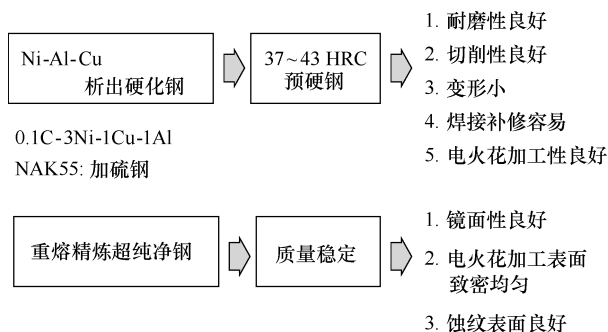 Ni-Al-Cu
析出硬化钢
0.1C-3Ni-1Cu-1Al
NAK55: 加硫钢
37~43 HRC
预硬钢
1. 耐磨性良好
2. 切削性良好
3. 变形小
4. 焊接补修容易
5. 电火花加工性良好
重熔精炼超纯净钢
质量稳定
1. 镜面性良好
2. 电火花加工表面
致密均匀
3. 蚀纹表面良好